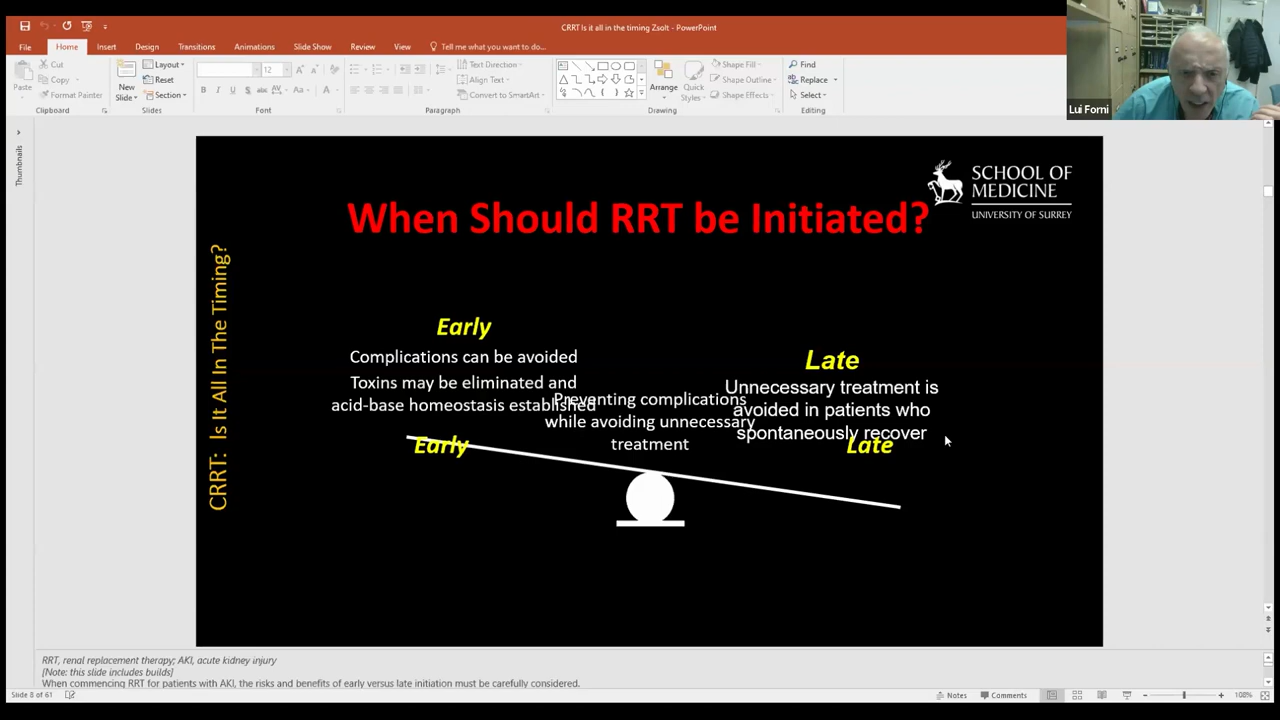 CRRT Is it all in the timing Zsolt - PowerPoint
File Home Insert Design Transitions Animations Slide Show Review View Tell me what you want to do...
Paste
Cut
Copy
Format Painter
Clipboard
New
Slide
Layout
Reset
Section
Slides
12
B I U S abc AV Aa A
Font
Text Direction
Align Text
Convert to SmartArt
Paragraph
Arrange
Quick
Styles
Shape Fill
Shape Outline
Shape Effects
Drawing
Find
Replace
Select
Editing
Lui Forni
Thumbnails
SCHOOL OF
MEDICINE
UNIVERSITY OF SURREY
When Should RRT be Initiated?
CRRT: Is It All In The Timing?
Early
Complications can be avoided
Toxins may be eliminated and
acid-base homeostasis established
Preventing complications
while avoiding unnecessary
treatment
Late
Unnecessary treatment is
avoided in patients who
spontaneously recover
Early
Late
RRT, renal replacement therapy; AKI, acute kidney injury
[Note: this slide includes builds]
When commencing RRT for patients with AKI, the risks and benefits of early versus late initiation must be carefully considered.
Slide 8 of 61
Notes
Comments
108%